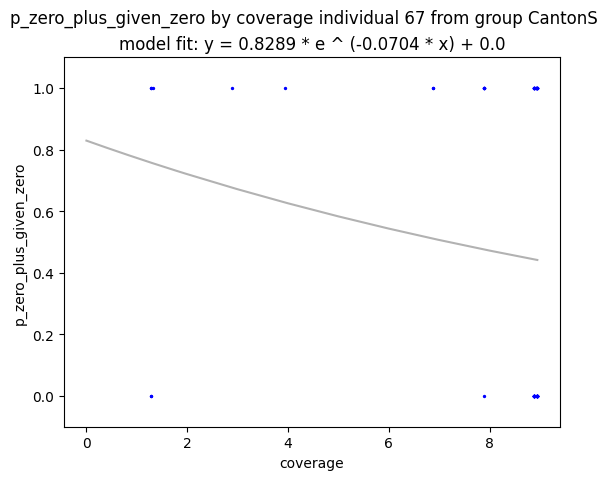 p_zero_plus_given_zero by coverage individual 67 from group CantonS
model fit: y = 0.8289 * e ^ (-0.0704 * x) + 0.0
p_zero_plus_given_zero
1.0
0.8
0.6
0.4
0.2
0.0
0 2 4 6 8
coverage